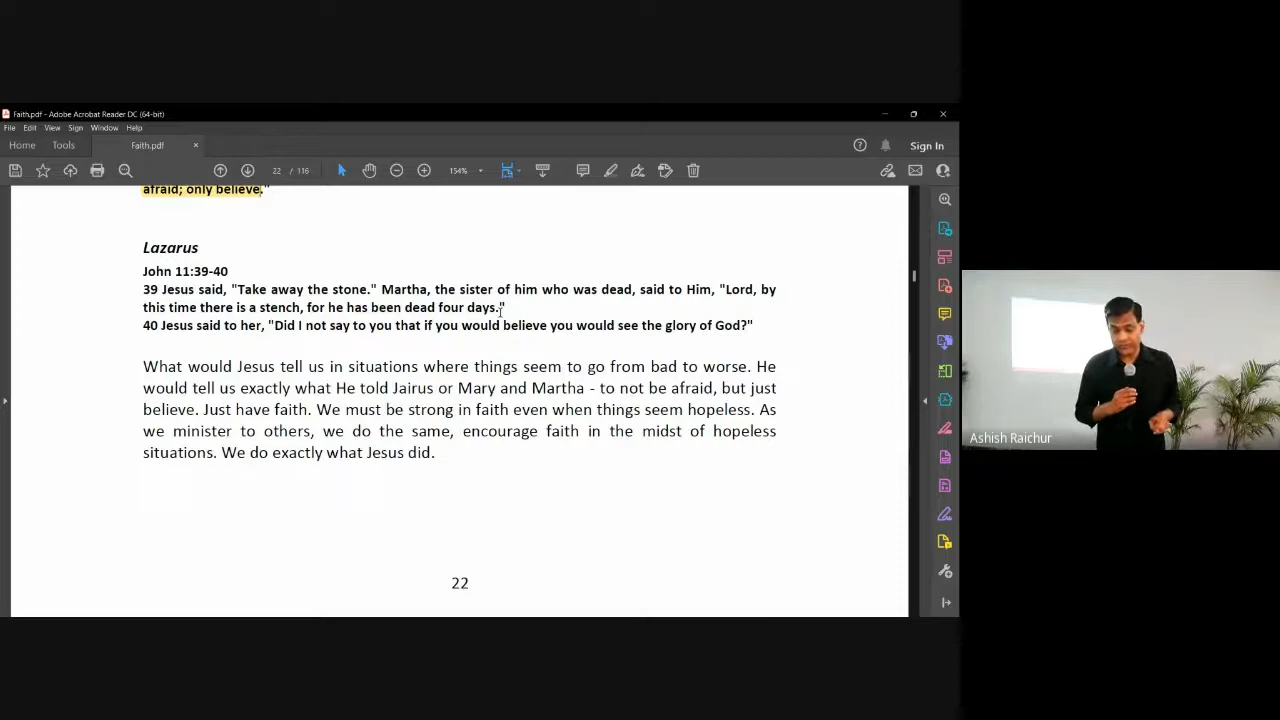 Faith.pdf - Adobe Acrobat Reader DC (64-bit)
File Edit View Sign Window Help
Home Tools Faith.pdf × Sign In
22 / 116 154%
afraid; only believe."
Lazarus
John 11:39-40
39 Jesus said, "Take away the stone." Martha, the sister of him who was dead, said to Him, "Lord, by
this time there is a stench, for he has been dead four days."
40 Jesus said to her, "Did I not say to you that if you would believe you would see the glory of God?"
What would Jesus tell us in situations where things seem to go from bad to worse. He
would tell us exactly what He told Jairus or Mary and Martha - to not be afraid, but just
believe. Just have faith. We must be strong in faith even when things seem hopeless. As
we minister to others, we do the same, encourage faith in the midst of hopeless
situations. We do exactly what Jesus did.
22
Ashish Raichur